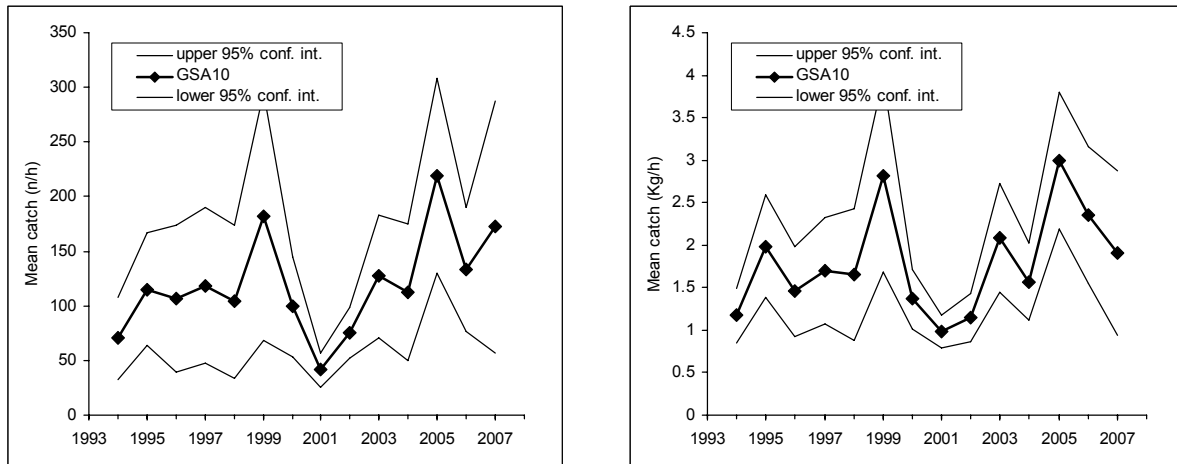 350
300
250
200
150
100
50
0
Mean catch (n/h)
upper 95% conf. int.
GSA10
lower 95% conf. int.
1993 1995 1997 1999 2001 2003 2005 2007
4.5
4
3.5
3
2.5
2
1.5
1
0.5
0
Mean catch (Kg/h)
upper 95% conf. int.
GSA10
lower 95% conf. int.
1993 1995 1997 1999 2001 2003 2005 2007